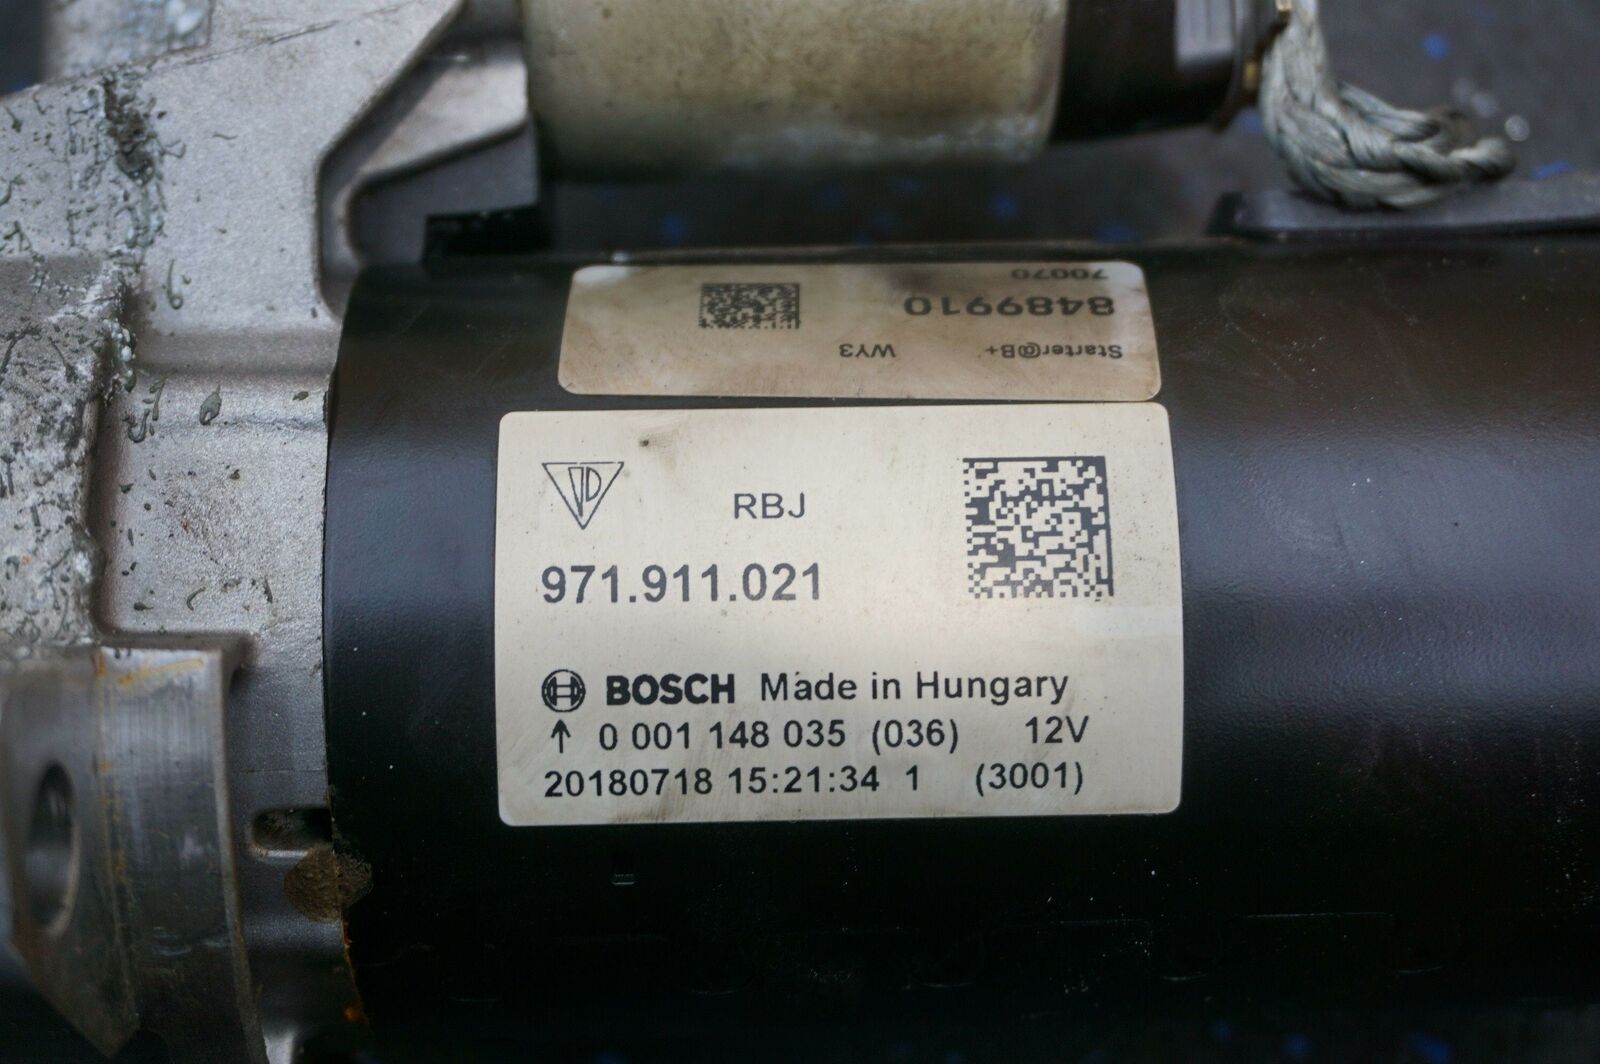 70070
8489910
Starter@B+ WY3
RBJ
971.911.021
BOSCH Made in Hungary
↑ 0 001 148 035 (036) 12V
20180718 15:21:34 1 (3001)